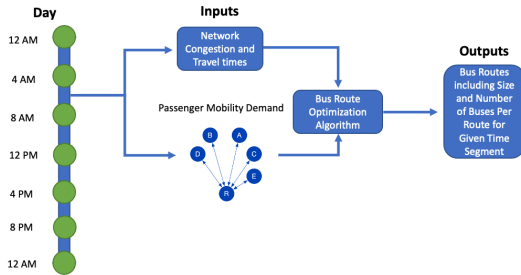 Day
Inputs
Outputs
12 AM
4 AM
8 AM
12 PM
4 PM
8 PM
12 AM
Network
Congestion and
Travel times
Passenger Mobility Demand
B
A
D
C
E
R
Bus Route
Optimization
Algorithm
Bus Routes
including Size
and Number
of Buses Per
Route for
Given Time
Segment